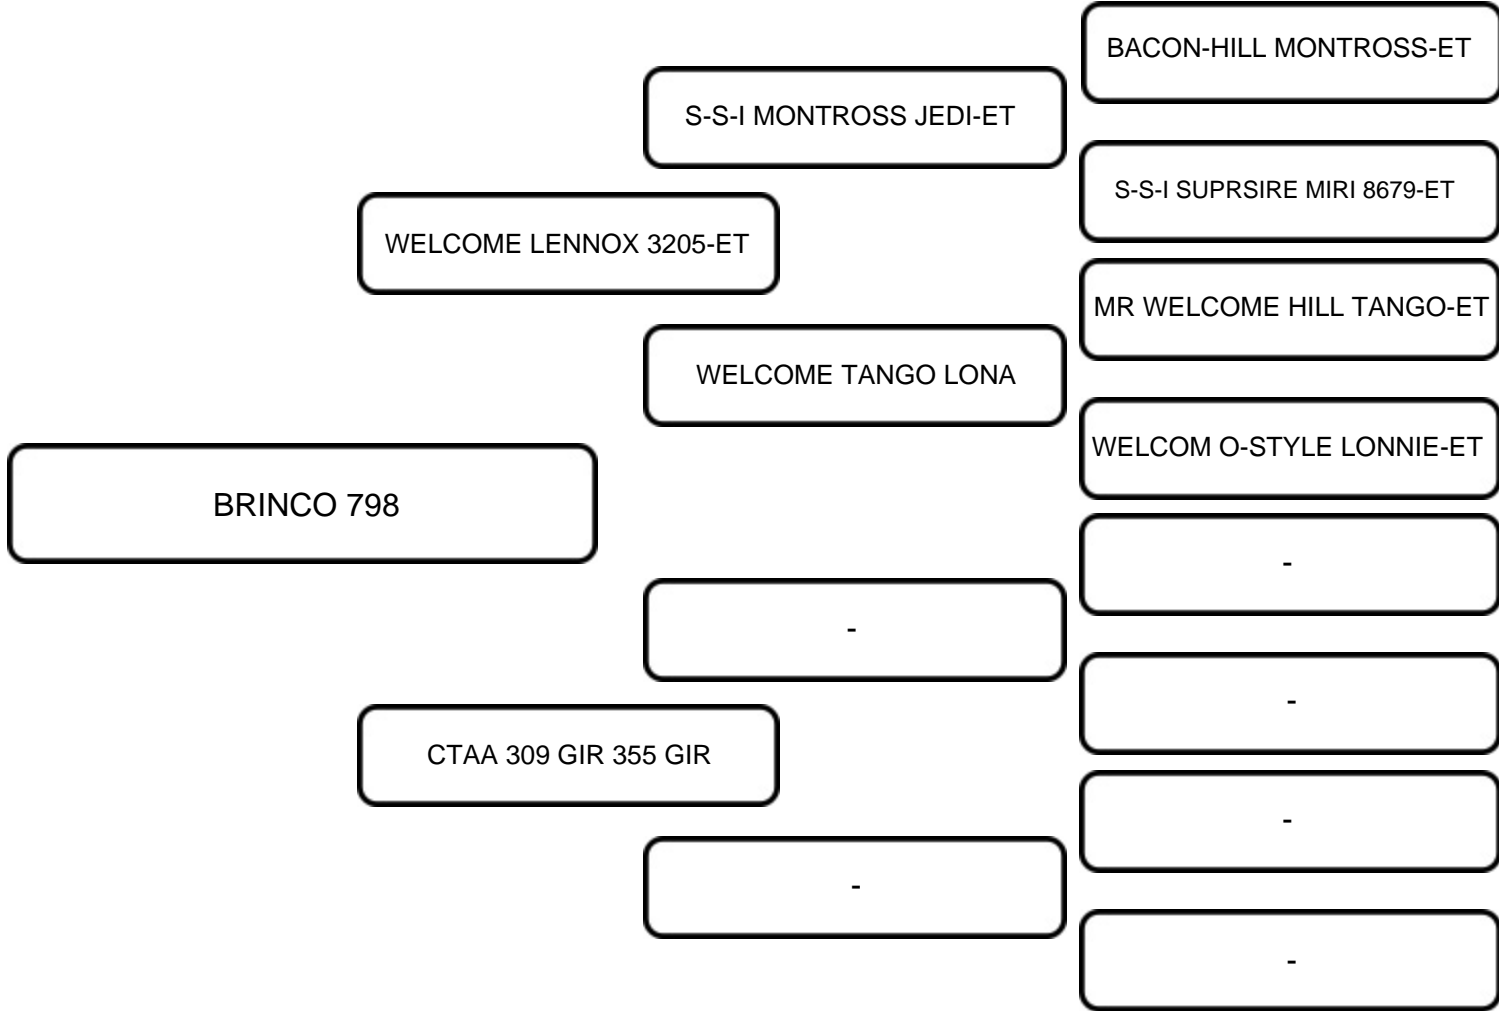 BACON-HILL MONTROSS-ET
S-S-I MONTROSS JEDI-ET
S-S-I SUPRSIRE MIRI 8679-ET
WELCOME LENNOX 3205-ET
MR WELCOME HILL TANGO-ET
WELCOME TANGO LONA
WELCOM O-STYLE LONNIE-ET
BRINCO 798
-
-
-
CTAA 309 GIR 355 GIR
-
-
-